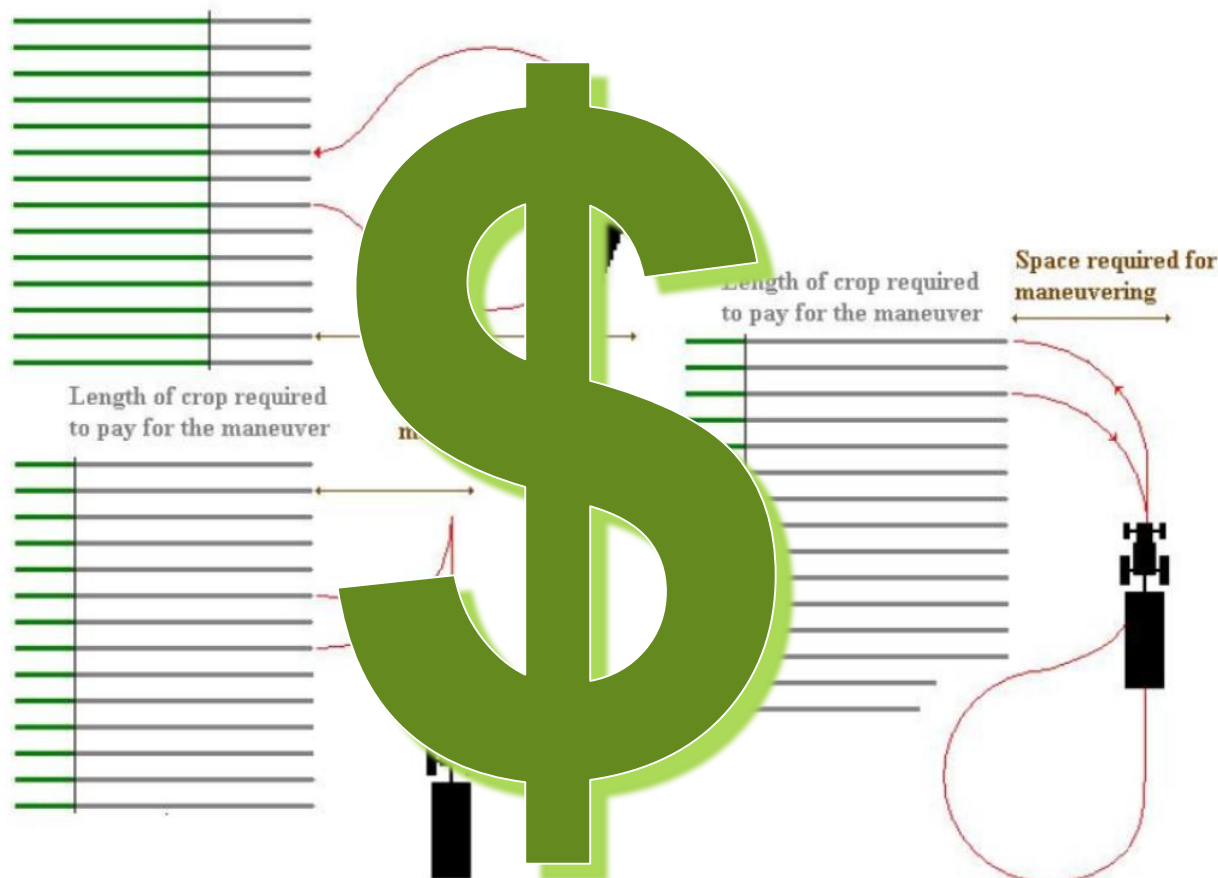 Length of crop required
to pay for the maneuver
Length of crop required
to pay for the maneuver
Space required for
maneuvering